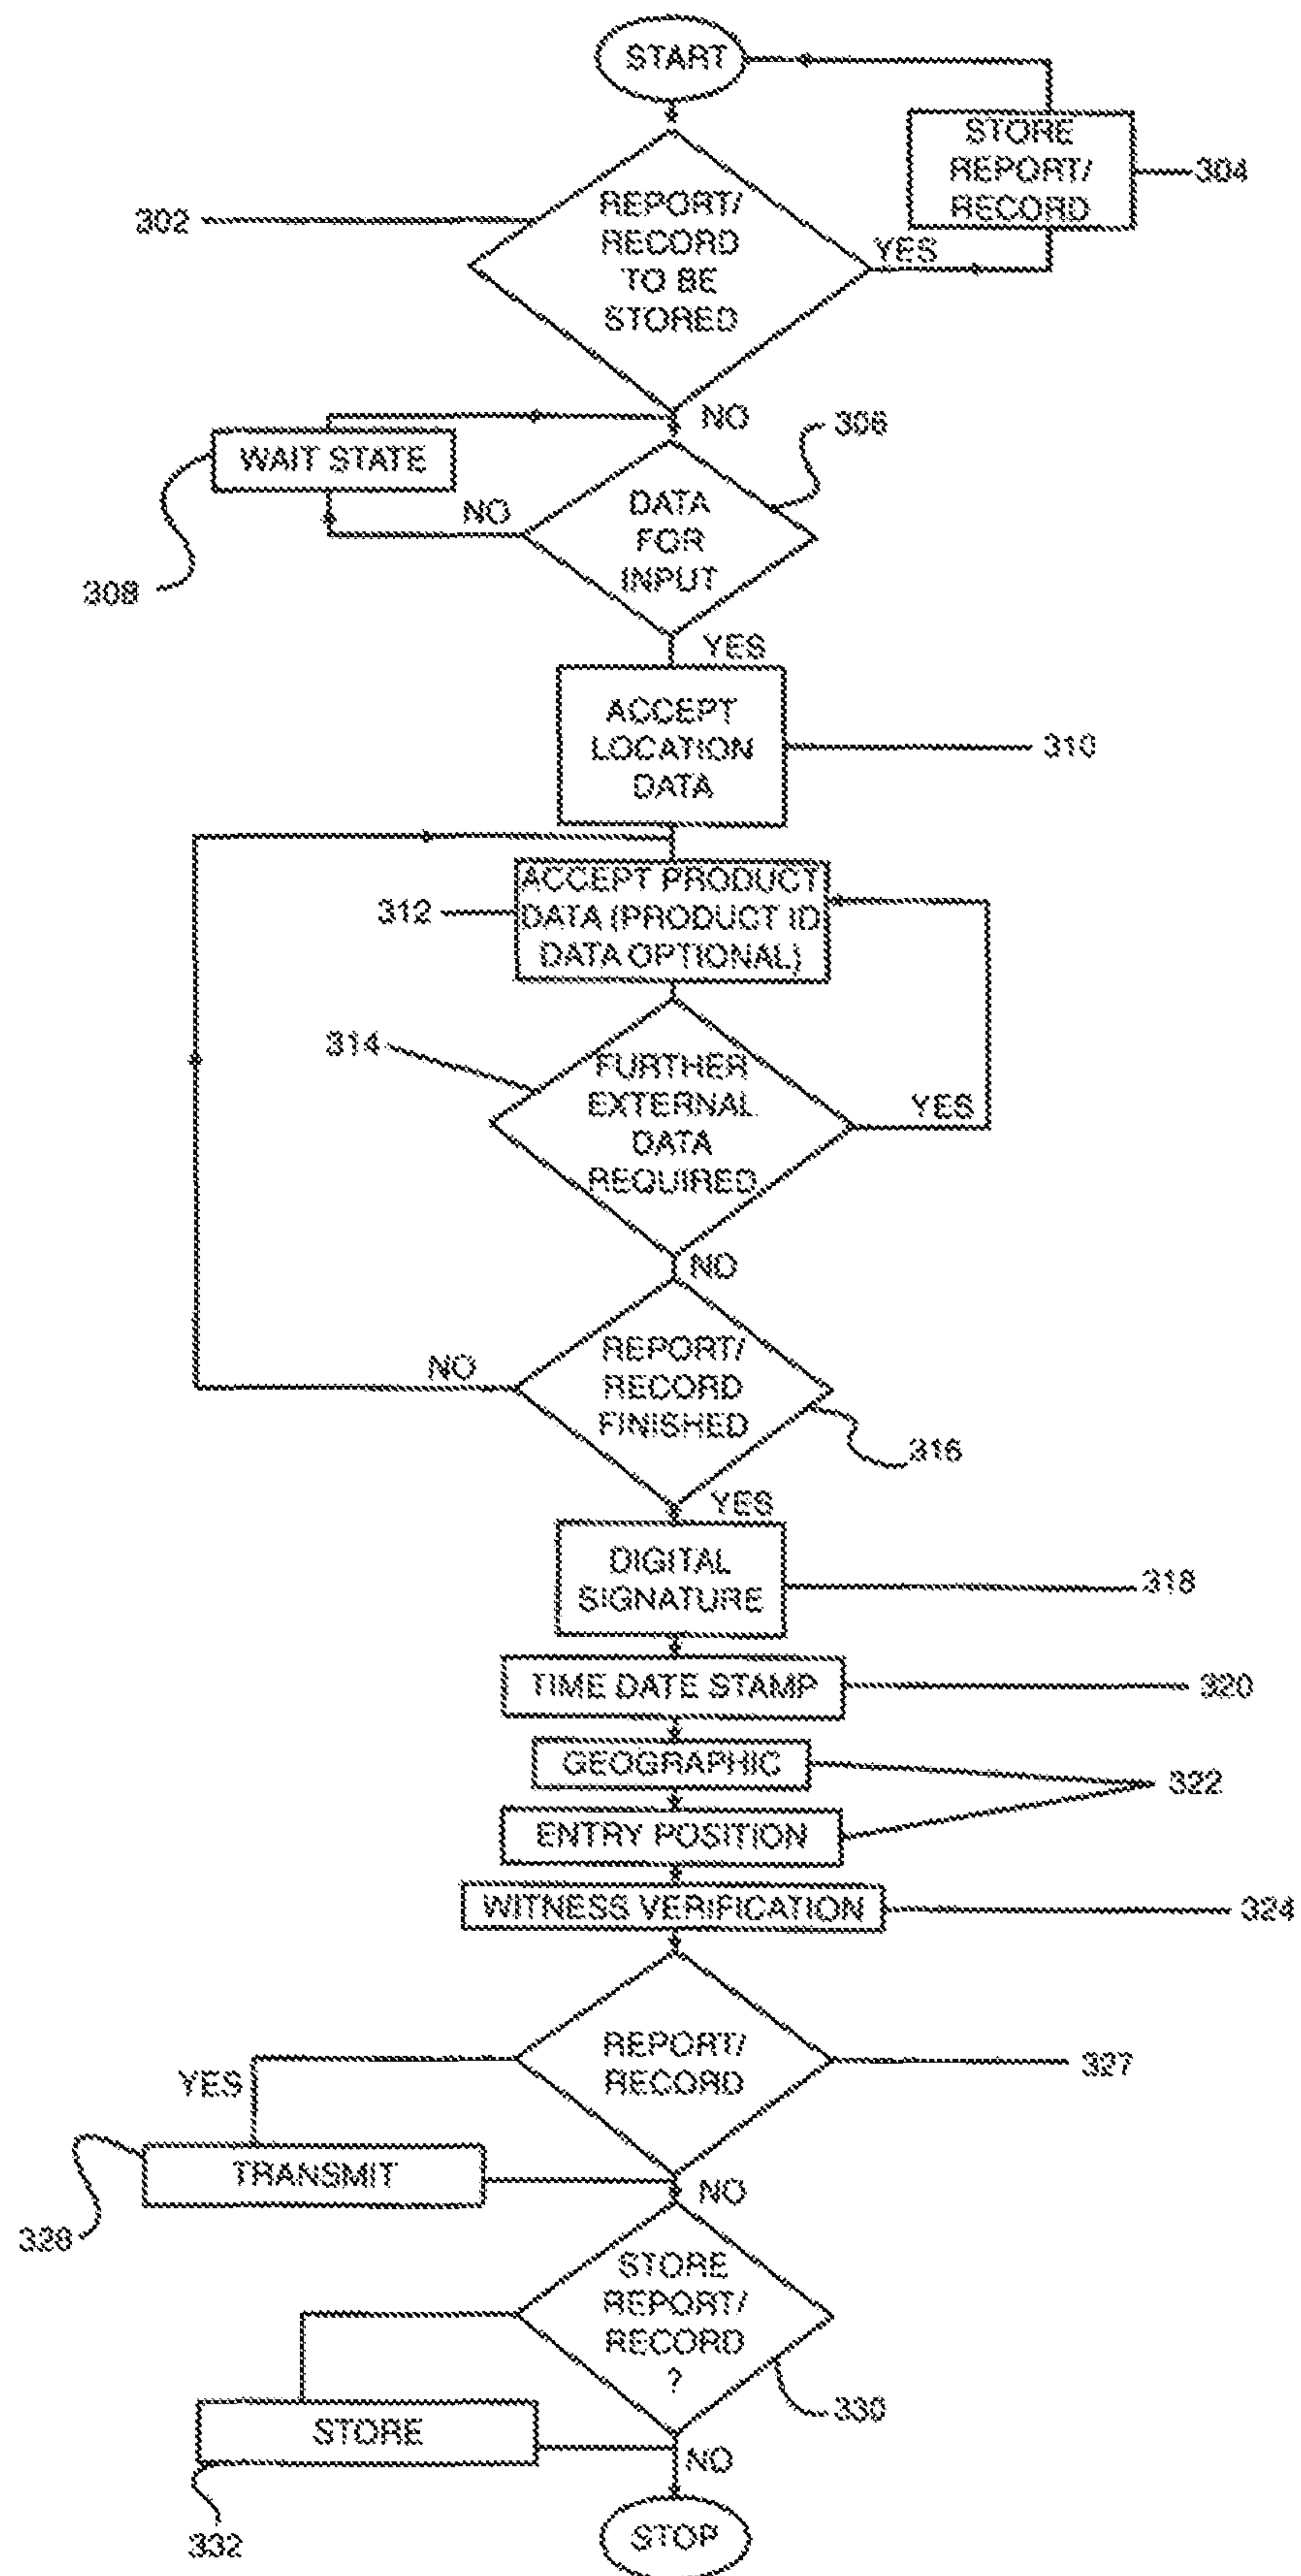 START
STORE
REPORT/
RECORD
304
302
REPORT/
RECORD
TO BE
STORED
YES
NO
306
WAIT STATE
NO
308
DATA
FOR
INPUT
YES
ACCEPT
LOCATION
DATA
310
312
ACCEPT PRODUCT
DATA (PRODUCT ID
DATA OPTIONAL)
314
FURTHER
EXTERNAL
DATA
REQUIRED
YES
NO
NO
REPORT/
RECORD
FINISHED
316
YES
DIGITAL
SIGNATURE
318
TIME DATE STAMP
320
GEOGRAPHIC
322
ENTRY POSITION
WITNESS VERIFICATION
324
REPORT/
RECORD
327
YES
TRANSMIT
328
NO
STORE
REPORT/
RECORD
?
330
STORE
332
NO
STOP